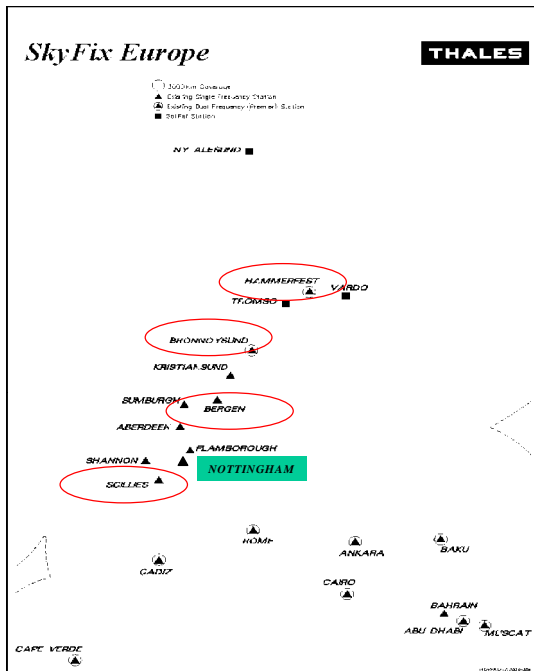 SkyFix Europe
THALES
Coverage
Existing Single Frequency Station
Existing Dual Frequency (Premier) Station
Station
NY ALESUND
HAMMERFEST
VARDO
TROMSO
BRONNOYSUND
KRISTIANSUND
SUMBURGH
BERGEN
ABERDEEN
FLAMBOROUGH
SHANNON
NOTTINGHAM
SCILLIES
ROME
ANKARA
BAKU
CADIZ
CAIRO
BAHRAIN
ABU DHABI
MUSCAT
CAPE VERDE